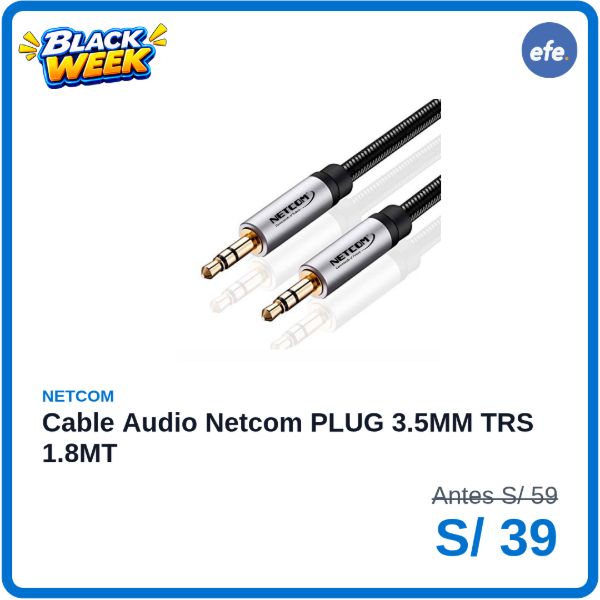 BLACK
WEEK
efe.
NETCOM
NETCOM
NETCOM
Cable Audio Netcom PLUG 3.5MM TRS
1.8MT
Antes S/ 59
S/ 39